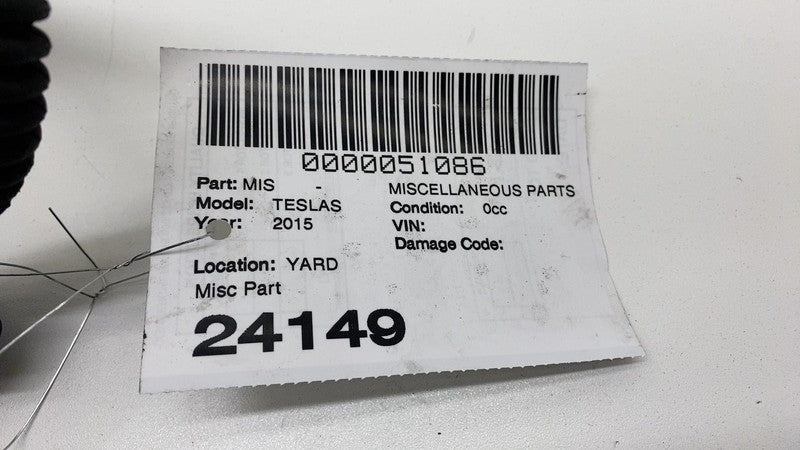 0000051086
Part: MIS - MISCELLANEOUS PARTS
Model: TESLAS Condition: 0cc
Year: 2015 VIN:
Damage Code:
Location: YARD
Misc Part
24149